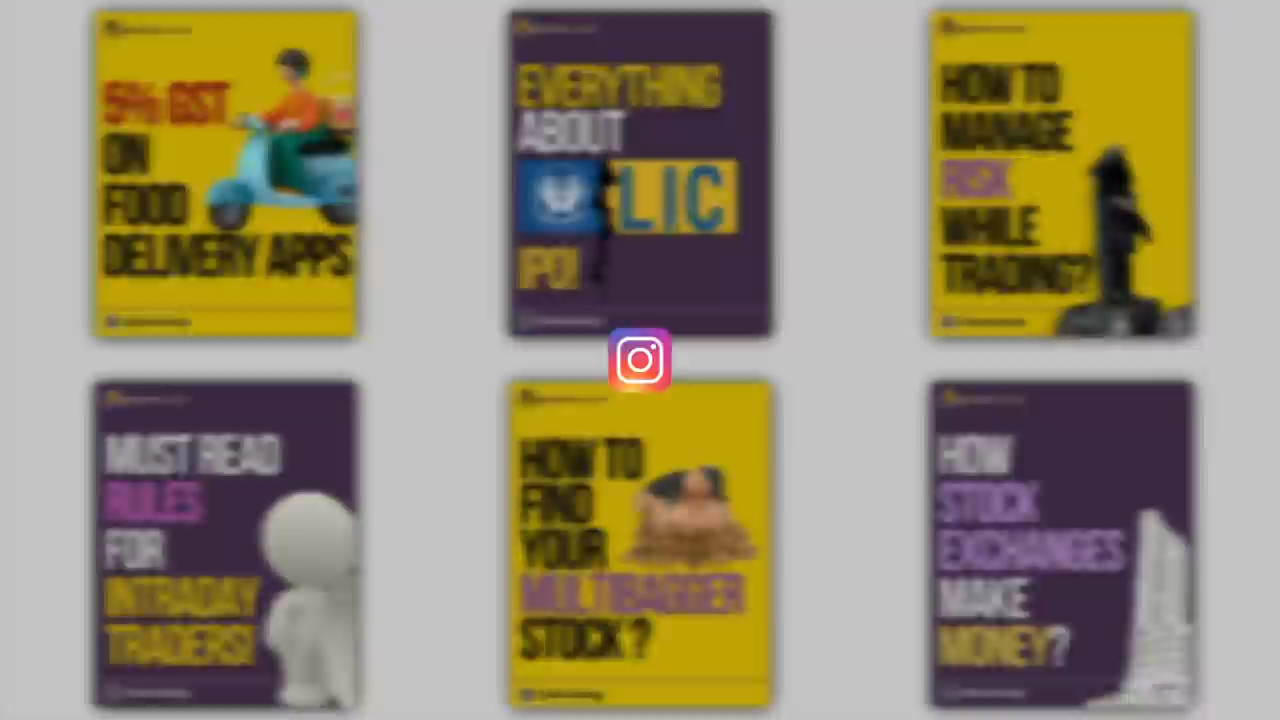 5% GST
ON
FOOD
DELIVERY APPS
EVERYTHING
ABOUT
LIC
IPO!
HOW TO
MANAGE
RISK
WHILE
TRADING?
MUST READ
RULES
FOR
INTRADAY
TRADERS!
HOW TO
FIND
YOUR
MULTIBAGGER
STOCK ?
HOW
STOCK
EXCHANGES
MAKE
MONEY?